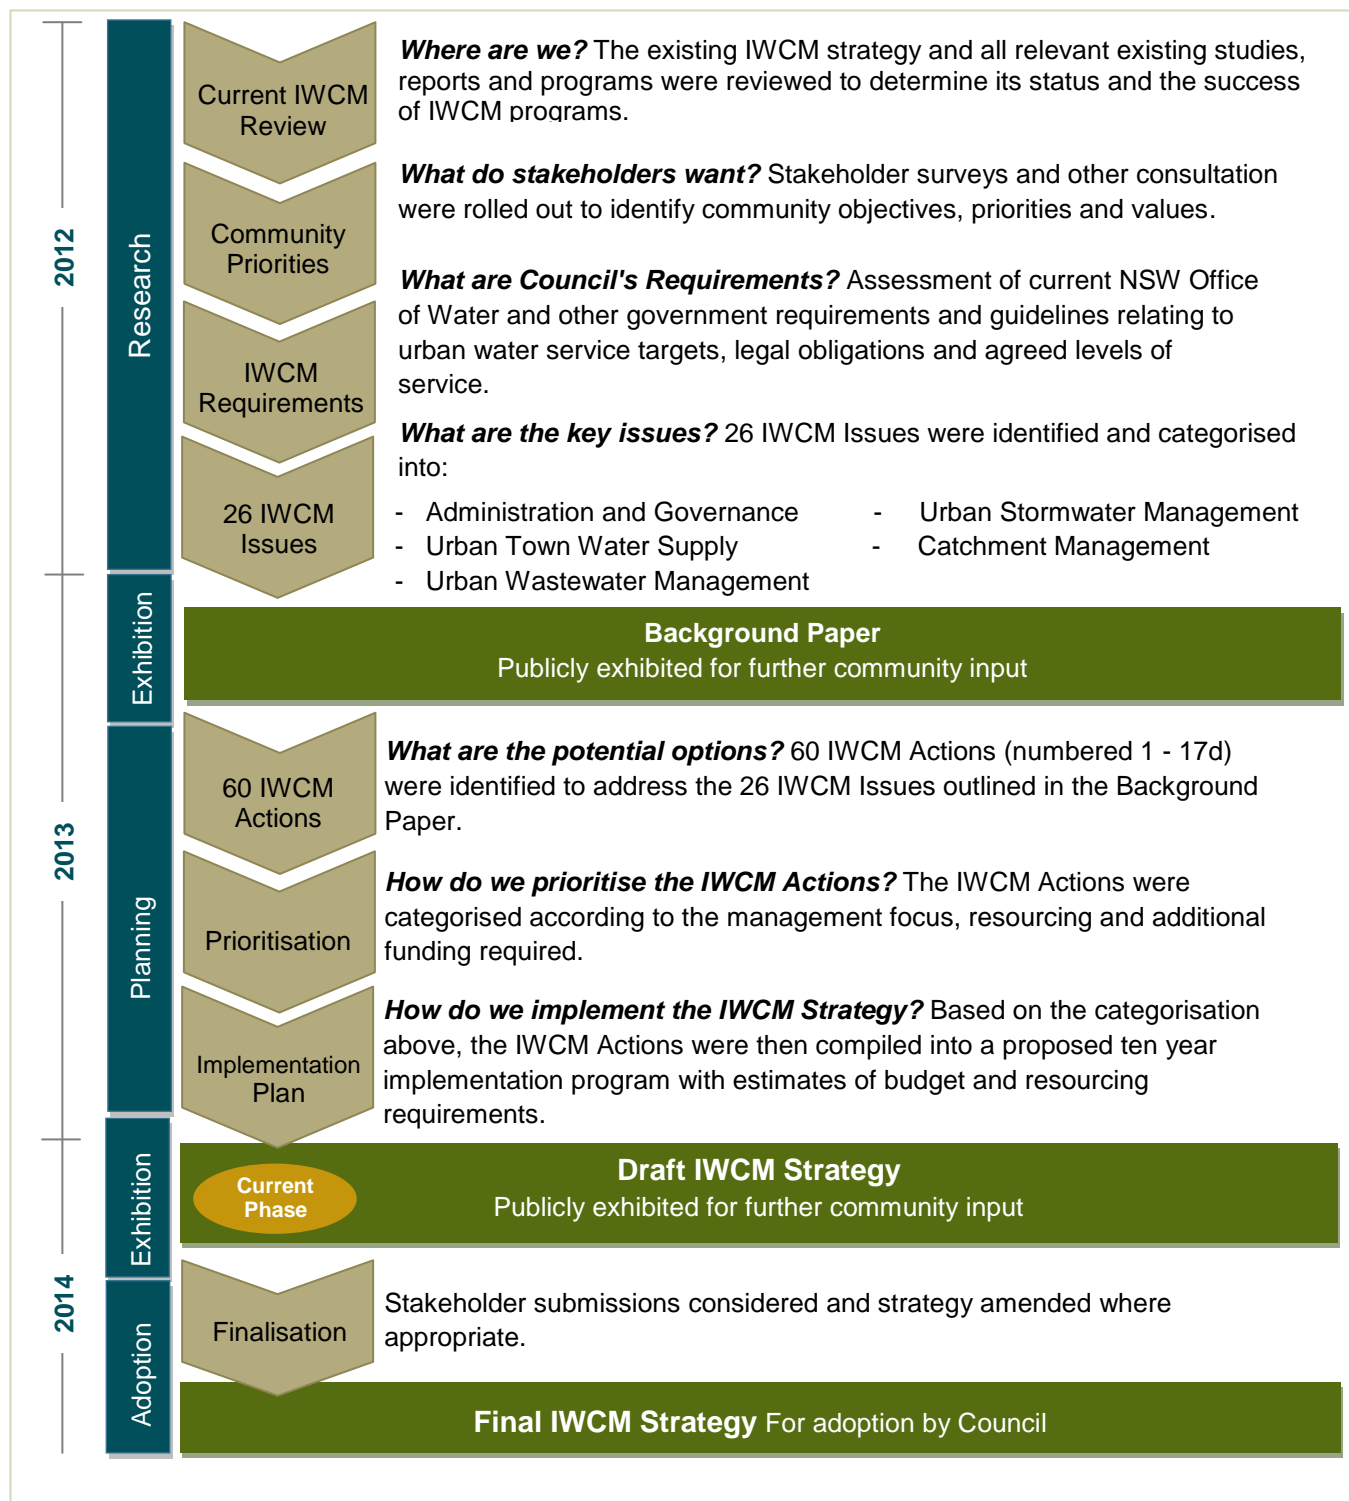 2012
Research
Current IWCM
Review
Where are we? The existing IWCM strategy and all relevant existing studies,
reports and programs were reviewed to determine its status and the success
of IWCM programs.
Community
Priorities
What do stakeholders want? Stakeholder surveys and other consultation
were rolled out to identify community objectives, priorities and values.
IWCM
Requirements
What are Council's Requirements? Assessment of current NSW Office
of Water and other government requirements and guidelines relating to
urban water service targets, legal obligations and agreed levels of
service.
26 IWCM
Issues
What are the key issues? 26 IWCM Issues were identified and categorised
into:
- Administration and Governance
- Urban Town Water Supply
- Urban Wastewater Management
- Urban Stormwater Management
- Catchment Management
2013
Exhibition
Background Paper
Publicly exhibited for further community input
Planning
60 IWCM
Actions
What are the potential options? 60 IWCM Actions (numbered 1 - 17d)
were identified to address the 26 IWCM Issues outlined in the Background
Paper.
Prioritisation
How do we prioritise the IWCM Actions? The IWCM Actions were
categorised according to the management focus, resourcing and additional
funding required.
Implementation
Plan
How do we implement the IWCM Strategy? Based on the categorisation
above, the IWCM Actions were then compiled into a proposed ten year
implementation program with estimates of budget and resourcing
requirements.
2014
Exhibition
Current
Phase
Draft IWCM Strategy
Publicly exhibited for further community input
Adoption
Finalisation
Stakeholder submissions considered and strategy amended where
appropriate.
Final IWCM Strategy For adoption by Council